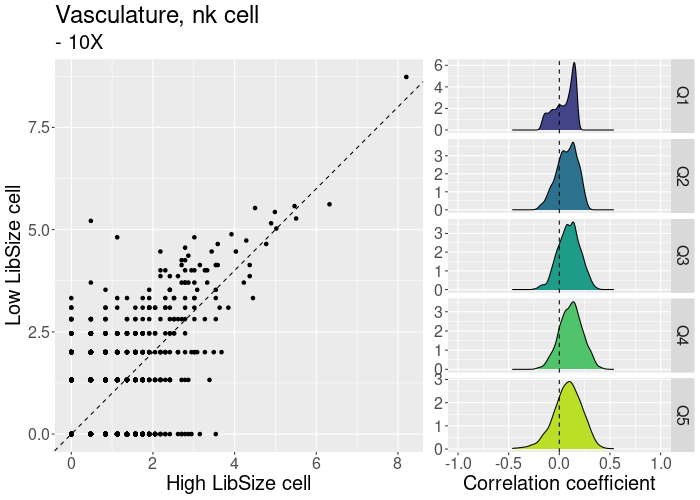 Vasculature, nk cell
- 10X
Low LibSize cell
7.5
5.0
2.5
0.0
0 2 4 6 8
High LibSize cell
6
4
2
0
Q1
3
2
1
0
Q2
3
2
1
0
Q3
3
2
1
0
Q4
3
2
1
0
Q5
-1.0 -0.5 0.0 0.5 1.0
Correlation coefficient